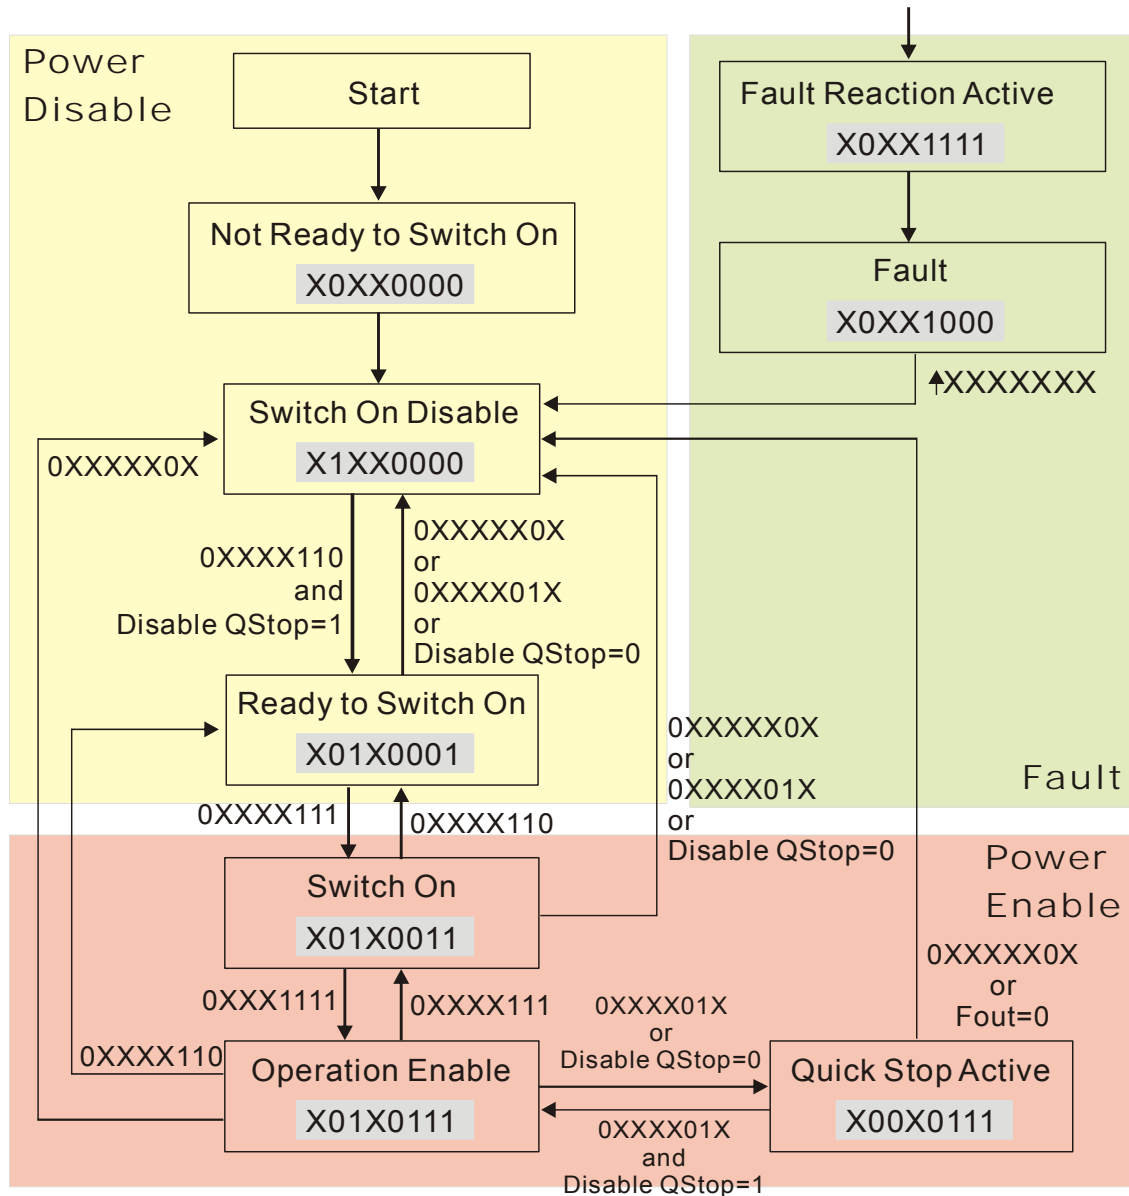 Power
Disable
Start
Not Ready to Switch On
X0XX0000
Switch On Disable
X1XX0000
0XXXXX0X
0XXXX110
and
Disable QStop=1
0XXXXX0X
or
0XXXX01X
or
Disable QStop=0
Ready to Switch On
X01X0001
0XXXX111
0XXXX110
Fault Reaction Active
X0XX1111
Fault
X0XX1000
XXXXXXX
Fault
0XXXXX0X
or
0XXXX01X
or
Disable QStop=0
Power
Enable
Switch On
X01X0011
0XXX1111
0XXXX111
0XXXX110
Operation Enable
X01X0111
0XXXX01X
or
Disable QStop=0
0XXXX01X
and
Disable QStop=1
0XXXXX0X
or
Fout=0
Quick Stop Active
X00X0111